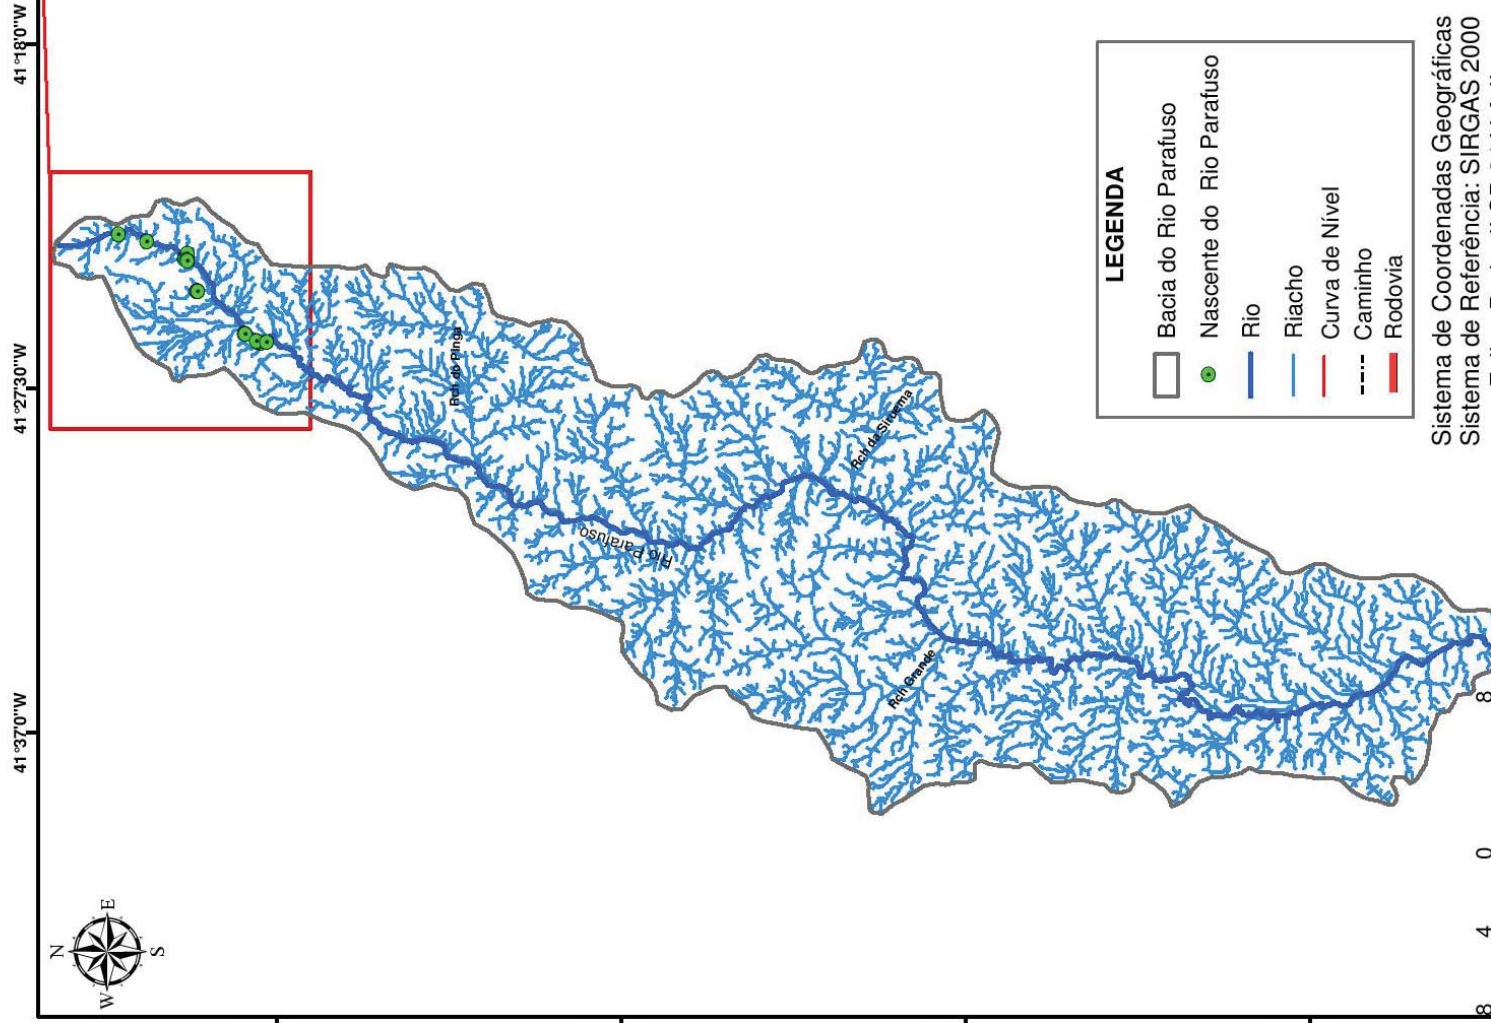 41°18'0"W
41°27'30"W
41°37'0"W
N
E
S
W
Rch. do Pinga
Rio Parafuso
Rch da Siruema
Rch Grande
LEGENDA
Bacia do Rio Parafuso
Nascente do Rio Parafuso
Rio
Riacho
Curva de Nível
Caminho
Rodovia
Sistema de Coordenadas Geográficas
Sistema de Referência: SIRGAS 2000
8
4
0
8